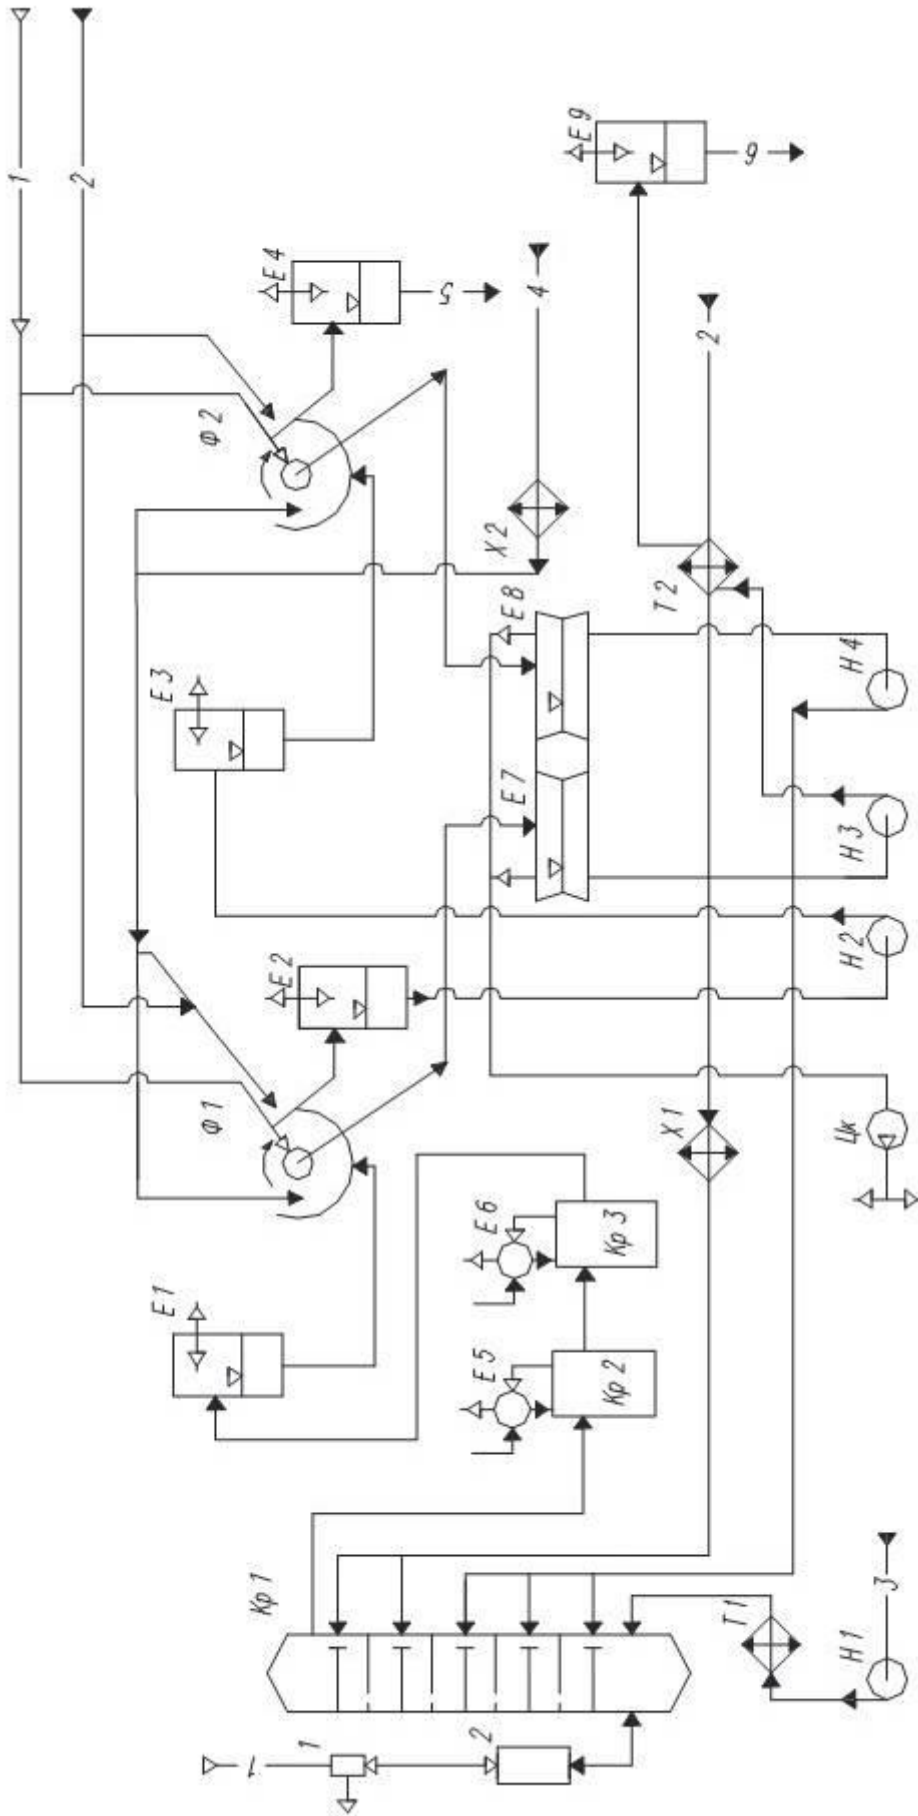 1
2
Ф 2
Е 4
5
Е 9
6
4
Х 2
2
Т 2
Е 3
Е 8
Е 7
Н 4
Н 3
Н 2
Е 2
Ф 1
Х 1
Цк
Е 1
Е 6
Кр 3
Е 5
Кр 2
Кр 1
Т 1
3
Н 1
1
1
2